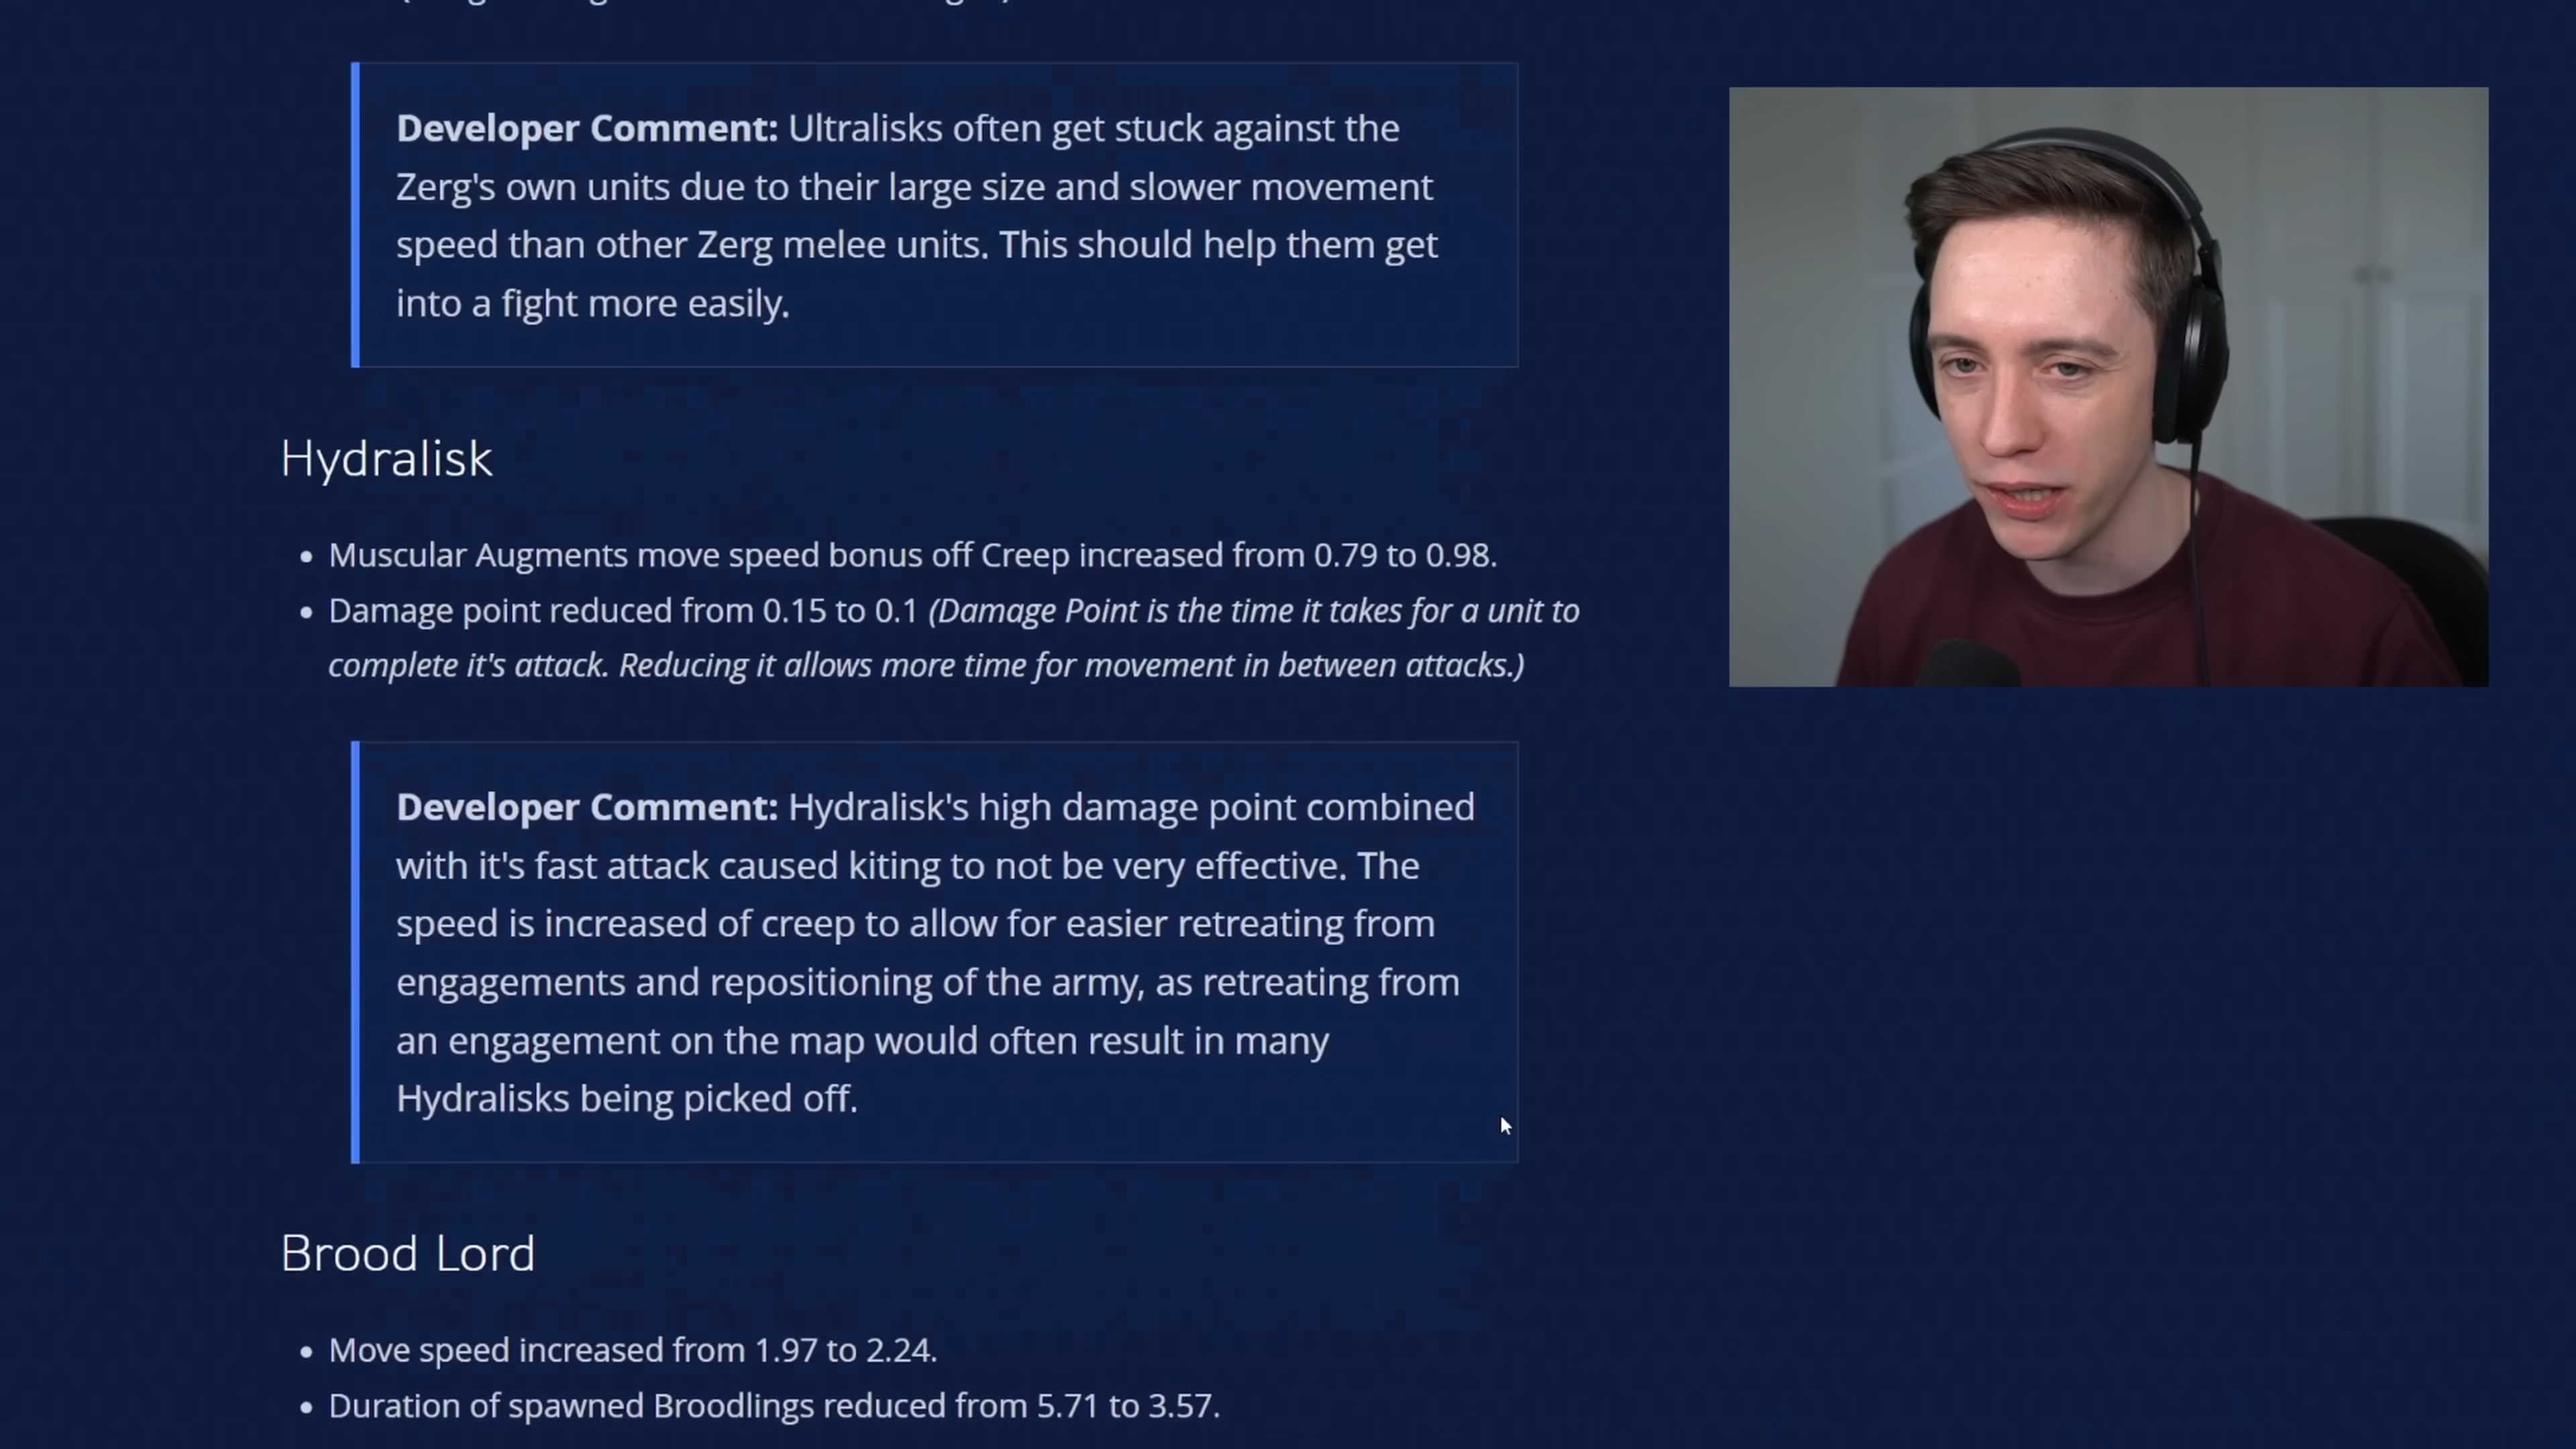 Developer Comment: Ultralisks often get stuck against the
Zerg's own units due to their large size and slower movement
speed than other Zerg melee units. This should help them get
into a fight more easily.
Hydralisk
• Muscular Augments move speed bonus off Creep increased from 0.79 to 0.98.
• Damage point reduced from 0.15 to 0.1 (Damage Point is the time it takes for a unit to
complete it's attack. Reducing it allows more time for movement in between attacks.)
Developer Comment: Hydralisk's high damage point combined
with it's fast attack caused kiting to not be very effective. The
speed is increased of creep to allow for easier retreating from
engagements and repositioning of the army, as retreating from
an engagement on the map would often result in many
Hydralisks being picked off.
Brood Lord
• Move speed increased from 1.97 to 2.24.
• Duration of spawned Broodlings reduced from 5.71 to 3.57.